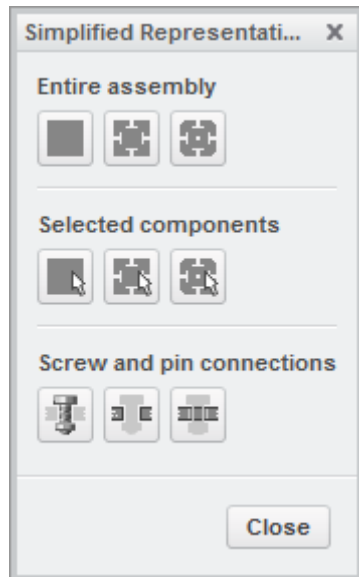 Simplified Representati... X
Entire assembly
Selected components
Screw and pin connections
Close